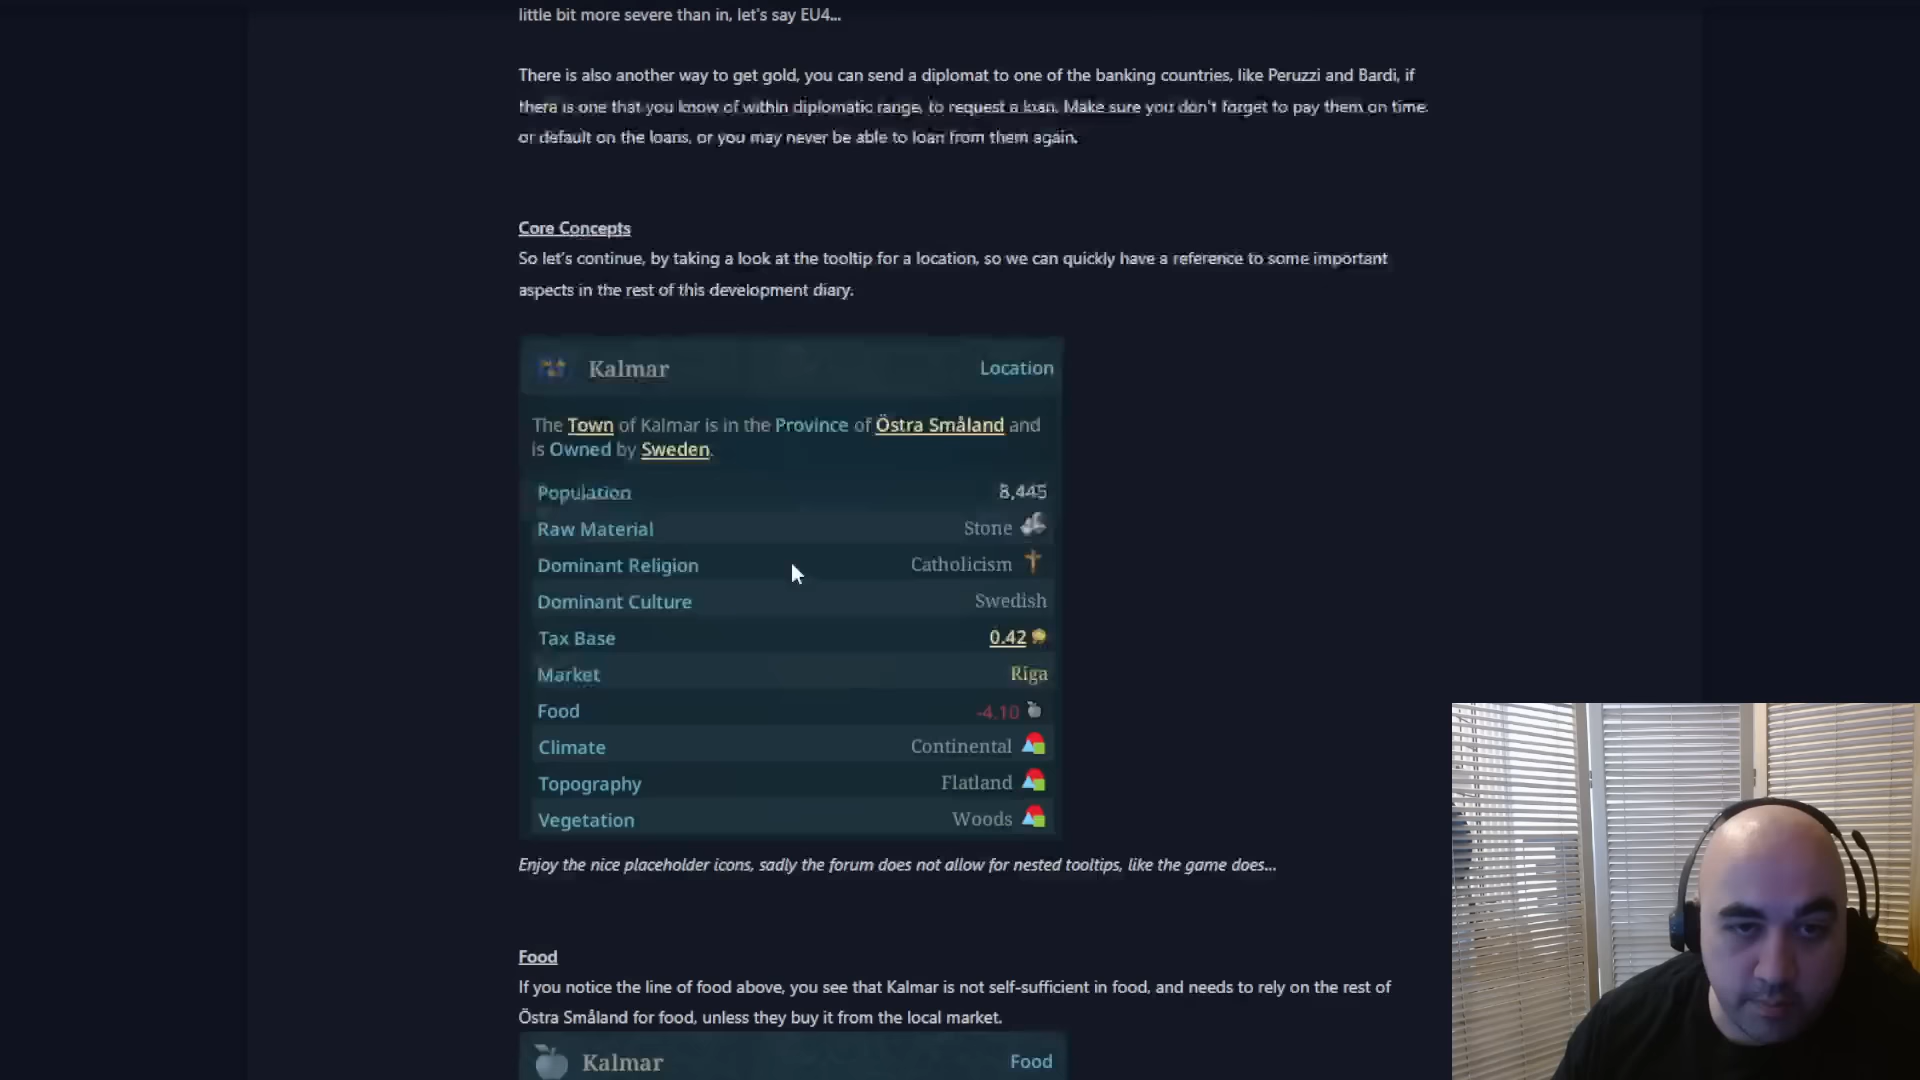 little bit more severe than in, let's say EU4...
There is also another way to get gold, you can send a diplomat to one of the banking countries, like Peruzzi and Bardi, if
there is one that you know of within diplomatic range, to request a loan. Make sure you don't forget to pay them on time
or default on the loans, or you may never be able to loan from them again.
Core Concepts
So let's continue, by taking a look at the tooltip for a location, so we can quickly have a reference to some important
aspects in the rest of this development diary.
Kalmar Location
The Town of Kalmar is in the Province of Östra Småland and
is Owned by Sweden.
Population 8,445
Raw Material Stone
Dominant Religion Catholicism
Dominant Culture Swedish
Tax Base 0.42
Market Riga
Food -4.10
Climate Continental
Topography Flatland
Vegetation Woods
Enjoy the nice placeholder icons, sadly the forum does not allow for nested tooltips, like the game does...
Food
If you notice the line of food above, you see that Kalmar is not self-sufficient in food, and needs to rely on the rest of
Östra Småland for food, unless they buy it from the local market.
Kalmar Food